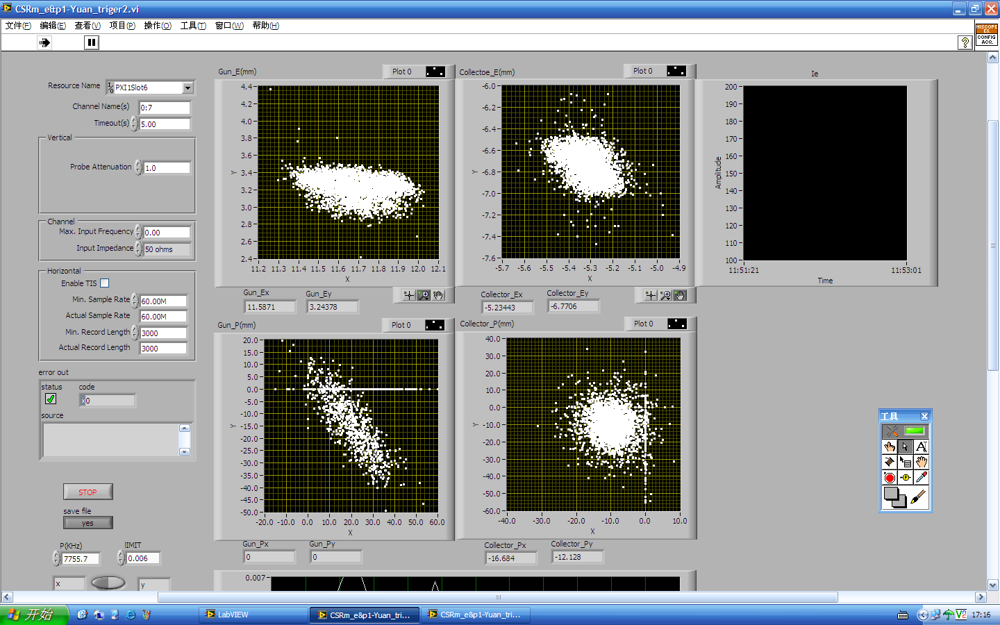 CSRm_e&p1-Yuan_triger2.vi
文件(F) 编辑(E) 查看(V) 项目(P) 操作(O) 工具(T) 窗口(W) 帮助(H)
NISCOPE
EX.
CONFIG
ACQ.
Resource Name
PXI1Slot6
Channel Name(s)
0:7
Timeout(s)
5.00
Vertical
Probe Attenuation
1.0
Channel
Max. Input Frequency
0.00
Input Impedance
50 ohms
Horizontal
Enable TIS
Min. Sample Rate
60.00M
Actual Sample Rate
60.00M
Min. Record Length
3000
Actual Record Length
3000
error out
status
code
x0
source
STOP
save file
yes
P(KHz)
7755.7
lIMIT
0.006
x
y
Gun_E(mm)
Plot 0
Y
4.4
4.2
4.0
3.8
3.6
3.4
3.2
3.0
2.8
2.6
2.4
11.2 11.3 11.4 11.5 11.6 11.7 11.8 11.9 12.0 12.1
X
Gun_Ex
11.5871
Gun_Ey
3.24378
Collectoe_E(mm)
Plot 0
Y
-6.0
-6.2
-6.4
-6.6
-6.8
-7.0
-7.2
-7.4
-7.6
-5.7 -5.6 -5.5 -5.4 -5.3 -5.2 -5.1 -5.0 -4.9
X
Collector_Ex
-5.23443
Collector_Ey
-6.7706
Ie
Amplitude
200
190
180
170
160
150
140
130
120
110
100
11:51:21 11:53:01
Time
Gun_P(mm)
Plot 0
Y
20.0
15.0
10.0
5.0
0.0
-5.0
-10.0
-15.0
-20.0
-25.0
-30.0
-35.0
-40.0
-45.0
-50.0
-20.0 -10.0 0.0 10.0 20.0 30.0 40.0 50.0 60.0
X
Gun_Px
0
Gun_Py
0
Collector_P(mm)
Plot 0
Y
40.0
30.0
20.0
10.0
0.0
-10.0
-20.0
-30.0
-40.0
-50.0
-60.0
-40.0 -30.0 -20.0 -10.0 0.0 10.0
X
Collector_Px
-16.684
Collector_Py
-12.128
0.007
工具
开始
LabVIEW
CSRm_e&p1-Yuan_tri...
CSRm_e&p1-Yuan_tri...
17:16